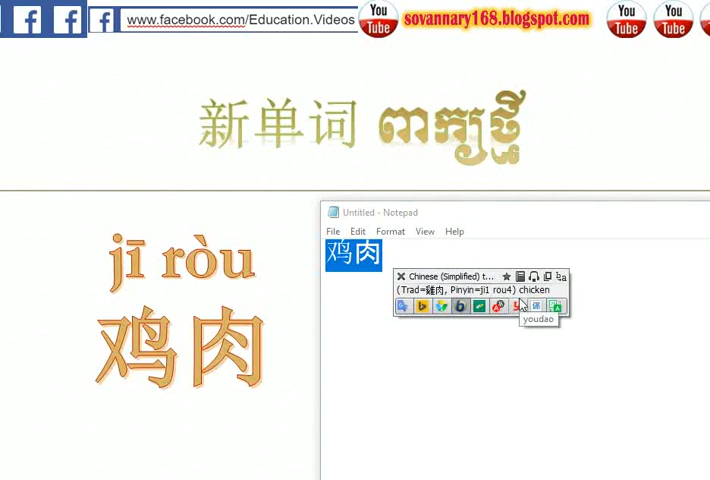 www.facebook.com/Education.Videos
You Tube
sovannary168.blogspot.com
You Tube
You Tube
新单词 ពាក្យថ្មី
jī ròu
鸡肉
Untitled - Notepad
File Edit Format View Help
鸡肉
Chinese (Simplified) t...
(Trad=雞肉, Pinyin=ji1 rou4) chicken
youdao